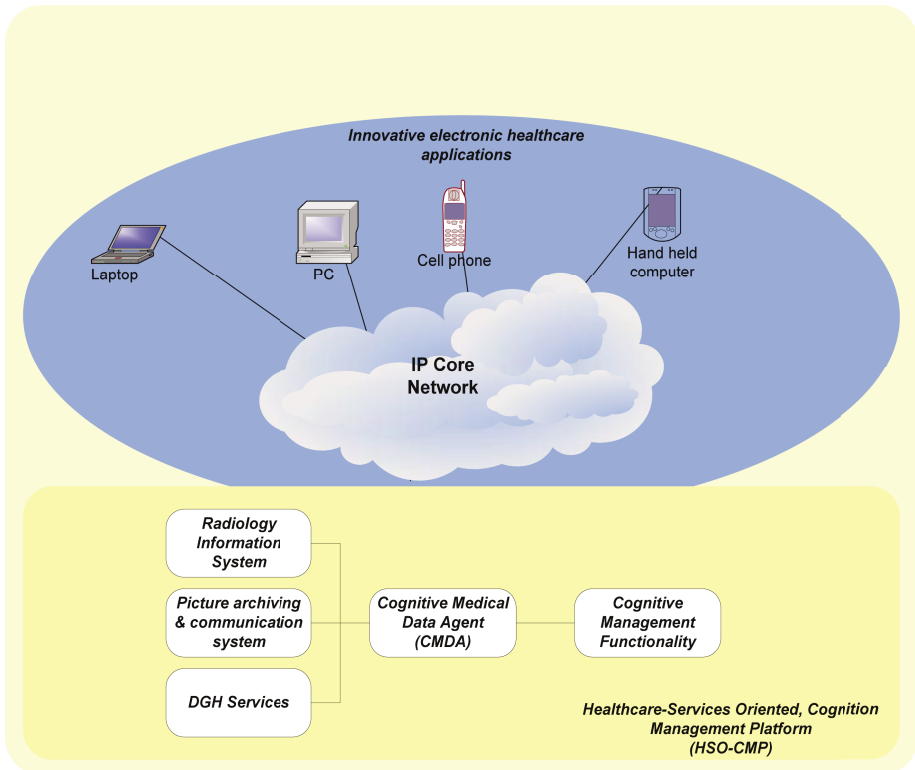 Innovative electronic healthcare
applications
Laptop
PC
Cell phone
Hand held
computer
IP Core
Network
Radiology
Information
System
Picture archiving
& communication
system
DGH Services
Cognitive Medical
Data Agent
(CMDA)
Cognitive
Management
Functionality
Healthcare-Services Oriented, Cognition
Management Platform
(HSO-CMP)